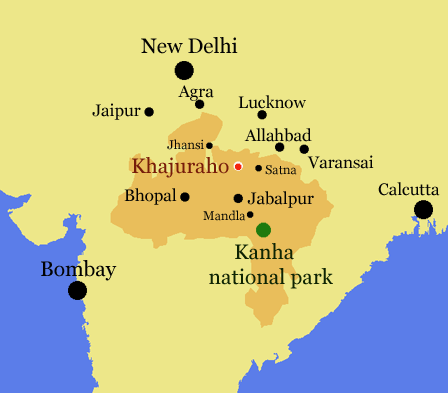 New Delhi
Agra
Jaipur
Lucknow
Allahbad
Jhansi
Varansai
Khajuraho
Satna
Calcutta
Bhopal
Jabalpur
Mandla
Kanha
national park
Bombay